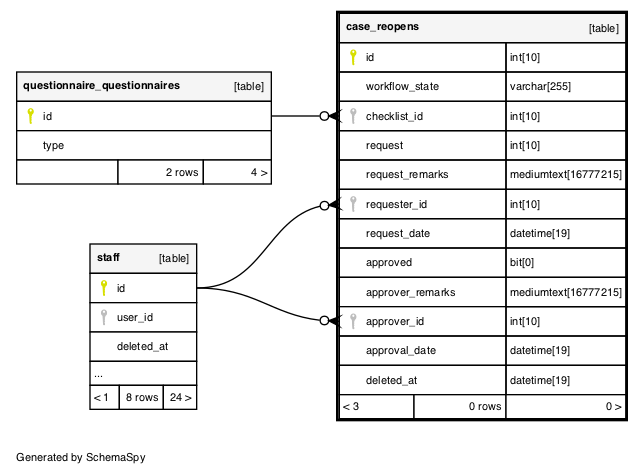 case_reopens [table]
id int[10]
workflow_state varchar[255]
checklist_id int[10]
request int[10]
request_remarks mediumtext[16777215]
requester_id int[10]
request_date datetime[19]
approved bit[0]
approver_remarks mediumtext[16777215]
approver_id int[10]
approval_date datetime[19]
deleted_at datetime[19]
< 3 0 rows 0 >
questionnaire_questionnaires [table]
id
type
2 rows 4 >
staff [table]
id
user_id
deleted_at
...
< 1 8 rows 24 >
Generated by SchemaSpy